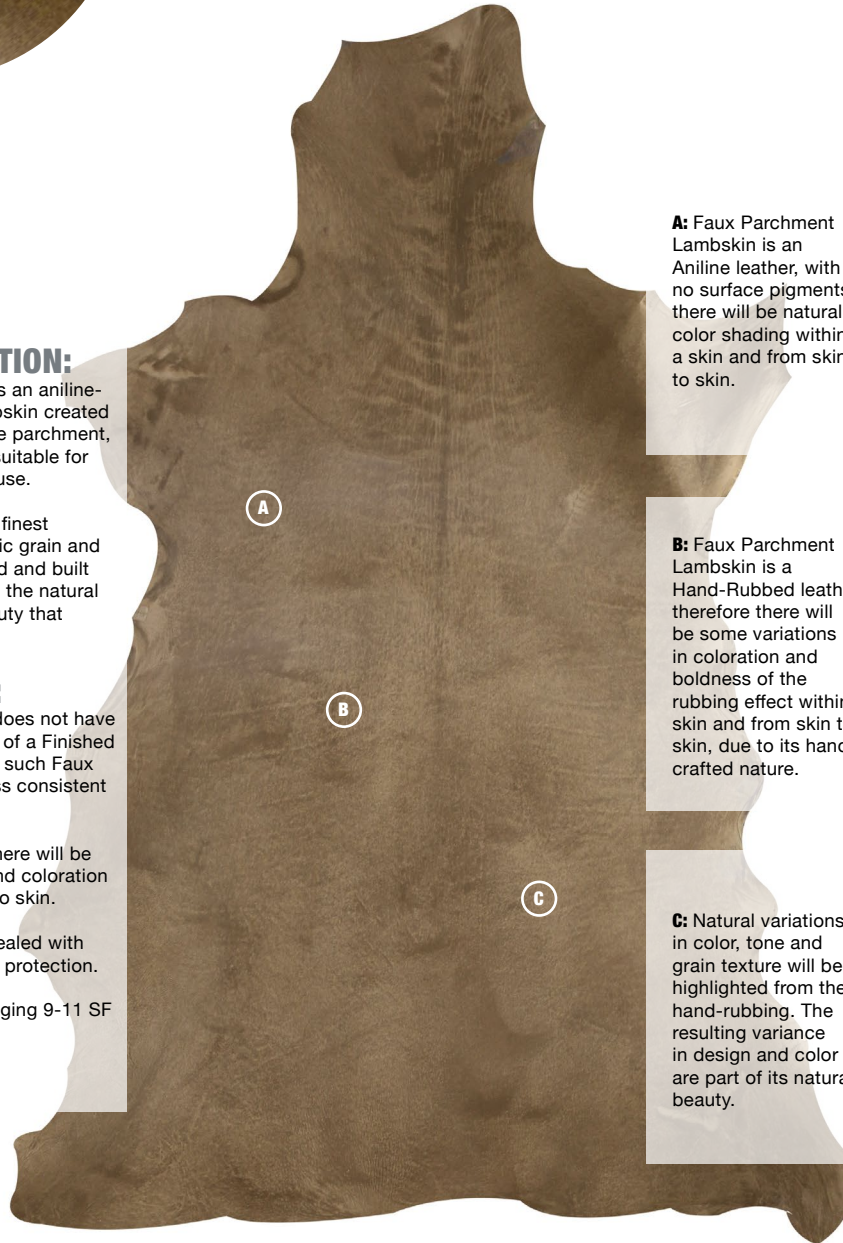 TION:
s an aniline-
bskin created
e parchment,
suitable for
use.
finest
ic grain and
d and built
the natural
uty that
:
does not have
of a Finished
such Faux
ss consistent
here will be
nd coloration
o skin.
ealed with
protection.
ging 9-11 SF
A
B
C
A: Faux Parchment
Lambskin is an
Aniline leather, with
no surface pigments
there will be natural
color shading within
a skin and from skin
to skin.
B: Faux Parchment
Lambskin is a
Hand-Rubbed leath
therefore there will
be some variations
in coloration and
boldness of the
rubbing effect within
skin and from skin t
skin, due to its hand
crafted nature.
C: Natural variations
in color, tone and
grain texture will be
highlighted from the
hand-rubbing. The
resulting variance
in design and color
are part of its natura
beauty.